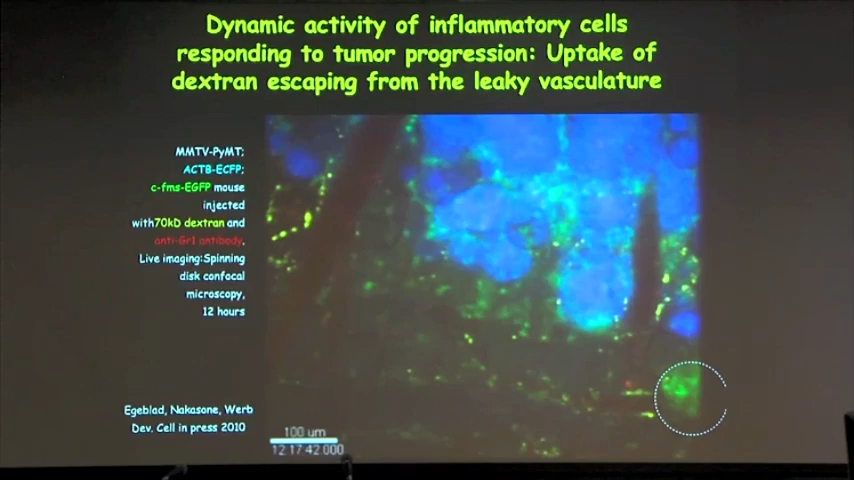 Dynamic activity of inflammatory cells
responding to tumor progression: Uptake of
dextran escaping from the leaky vasculature
MMTV-PyMT;
ACTB-ECFP;
c-fms-EGFP mouse
injected
with70kD dextran and
anti-Gr1 antibody.
Live imaging:Spinning
disk confocal
microscopy,
12 hours
Egeblad, Nakasone, Werb
Dev. Cell in press 2010
100 um
12 17 42 000